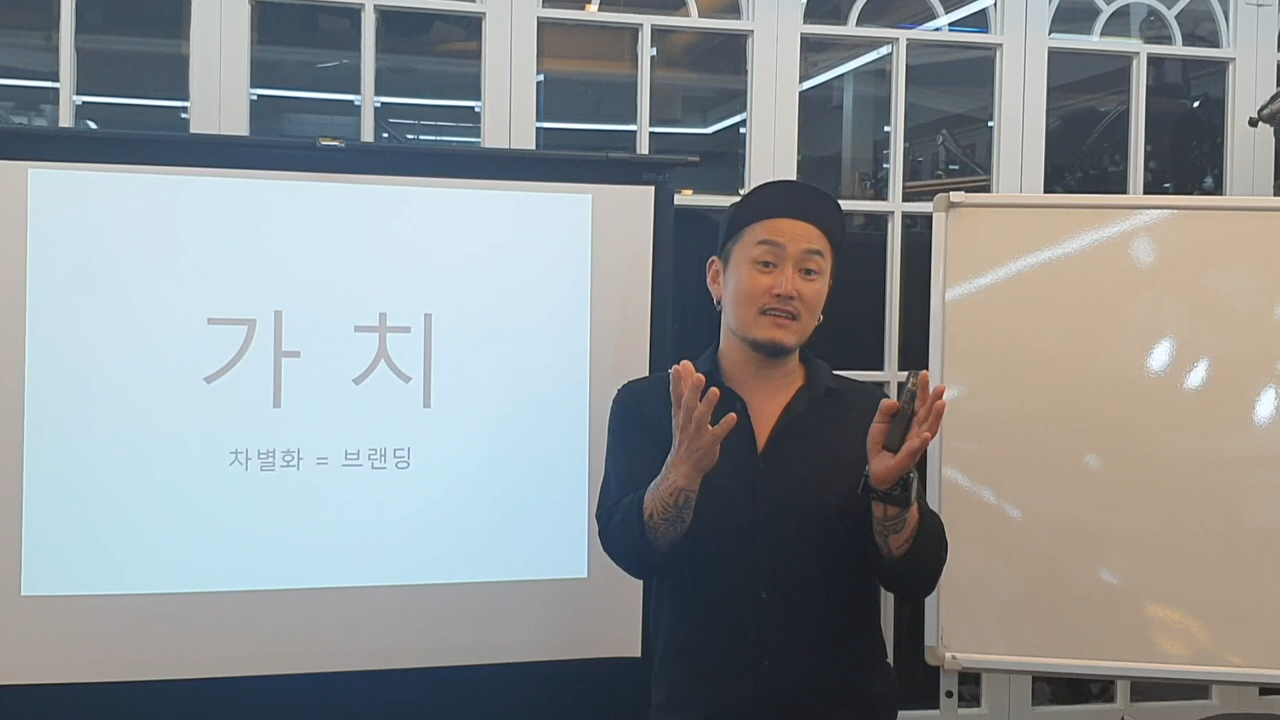 가 치
차별화 = 브랜딩